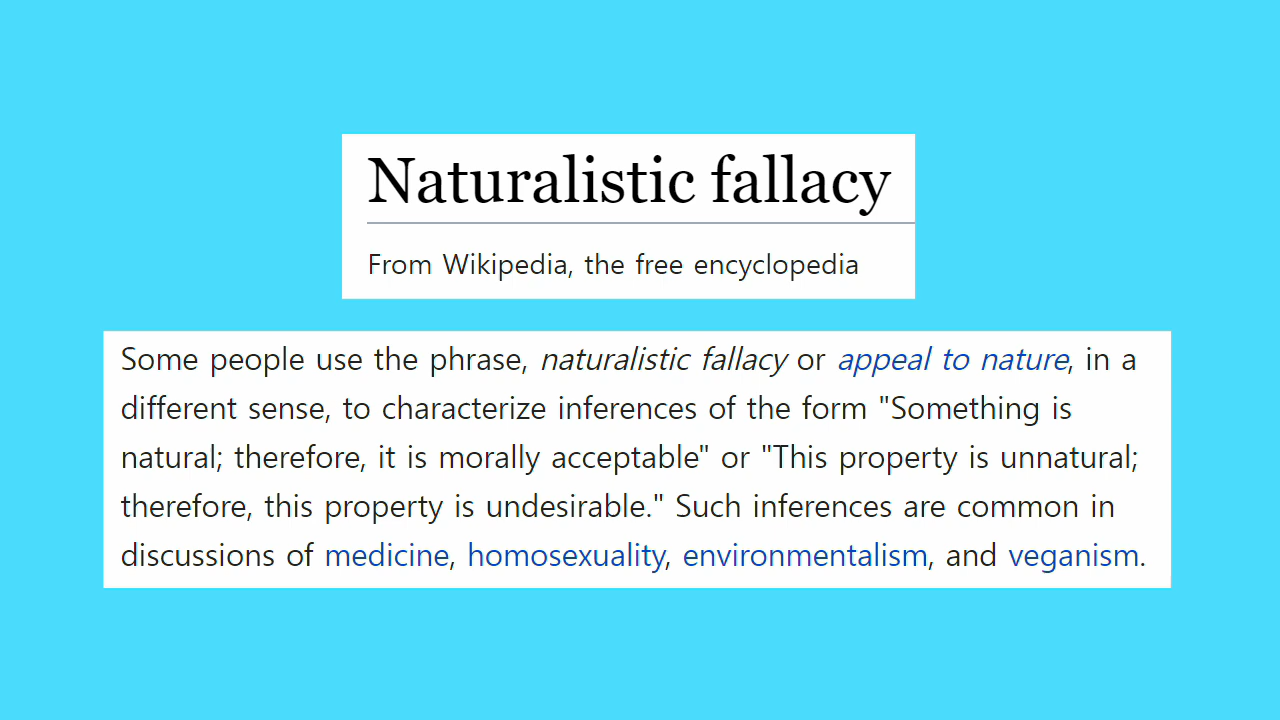 Naturalistic fallacy
From Wikipedia, the free encyclopedia
Some people use the phrase, naturalistic fallacy or appeal to nature, in a
different sense, to characterize inferences of the form "Something is
natural; therefore, it is morally acceptable" or "This property is unnatural;
therefore, this property is undesirable." Such inferences are common in
discussions of medicine, homosexuality, environmentalism, and veganism.